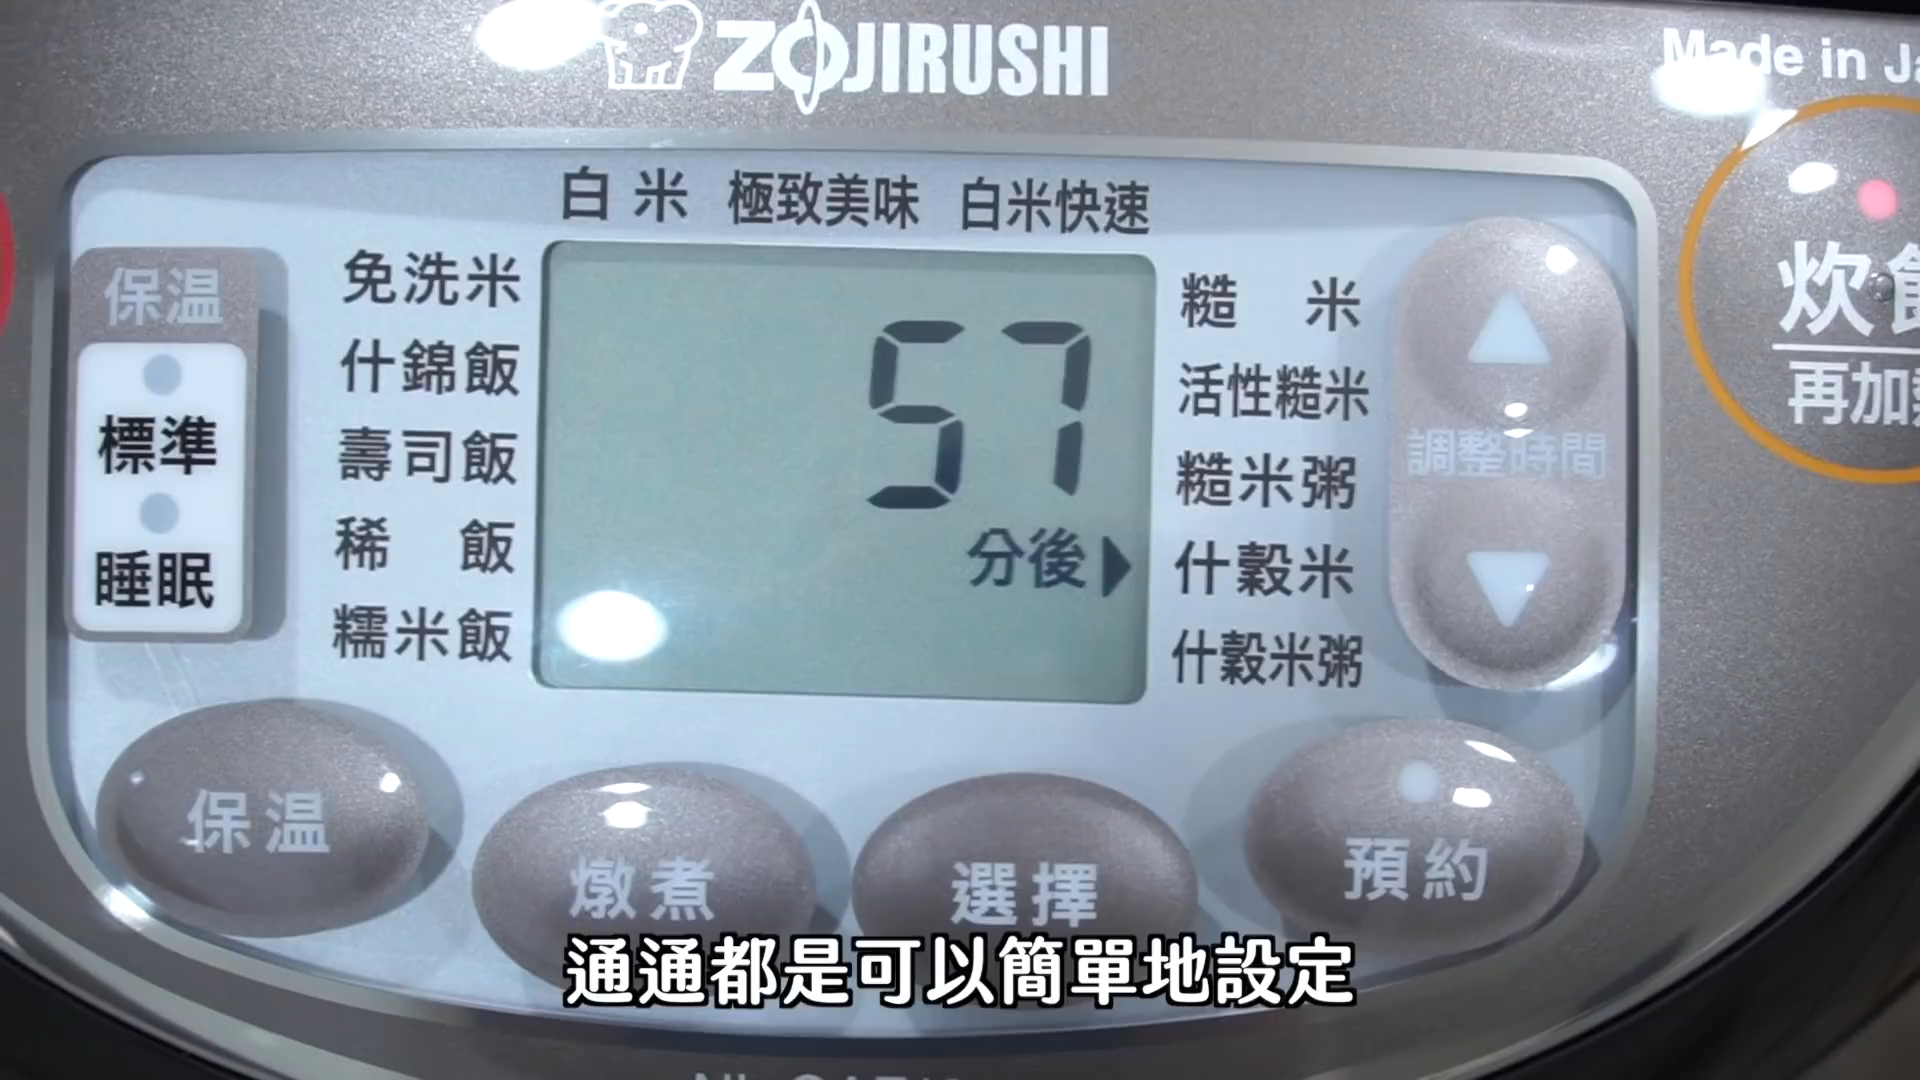 ZOJIRUSHI
Made in
白米 極致美味 白米快速
保温
標準
睡眠
免洗米
什錦飯
壽司飯
稀飯
糯米飯
57
分後
糙米
活性糙米
糙米粥
什穀米
什穀米粥
調整時間
炊
再加
保温
燉煮
選擇
預約
通通都是可以簡單地設定